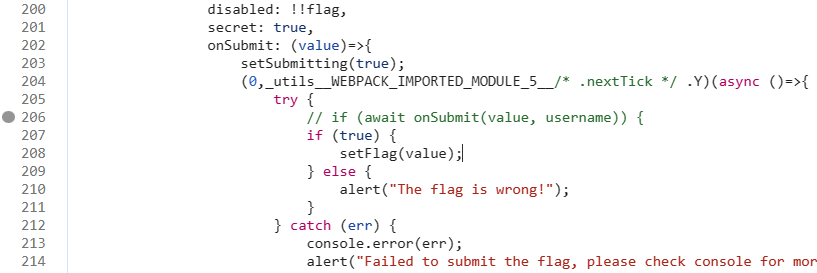 200 disabled: !!flag,
201 secret: true,
202 onSubmit: (value)=>{
203 setSubmitting(true);
204 (0,_utils__WEBPACK_IMPORTED_MODULE_5__/* .nextTick */ .Y)(async ()=>{
205 try {
206 // if (await onSubmit(value, username)) {
207 if (true) {
208 setFlag(value);
209 } else {
210 alert("The flag is wrong!");
211 }
212 } catch (err) {
213 console.error(err);
214 alert("Failed to submit the flag, please check console for mor